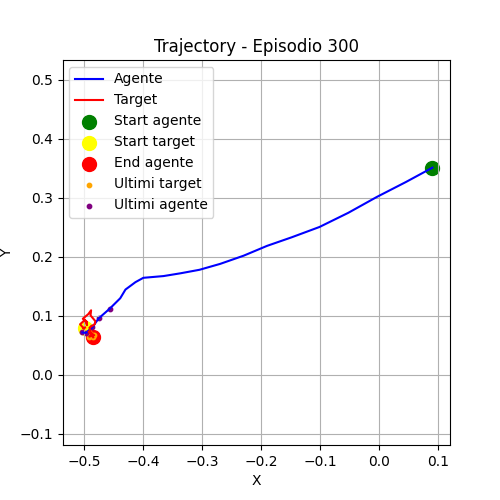 Trajectory - Episodio 300
Agente
Target
Start agente
Start target
End agente
Ultimi target
Ultimi agente
0.5
0.4
0.3
0.2
0.1
0.0
−0.1
Y
−0.5 −0.4 −0.3 −0.2 −0.1 0.0 0.1
X